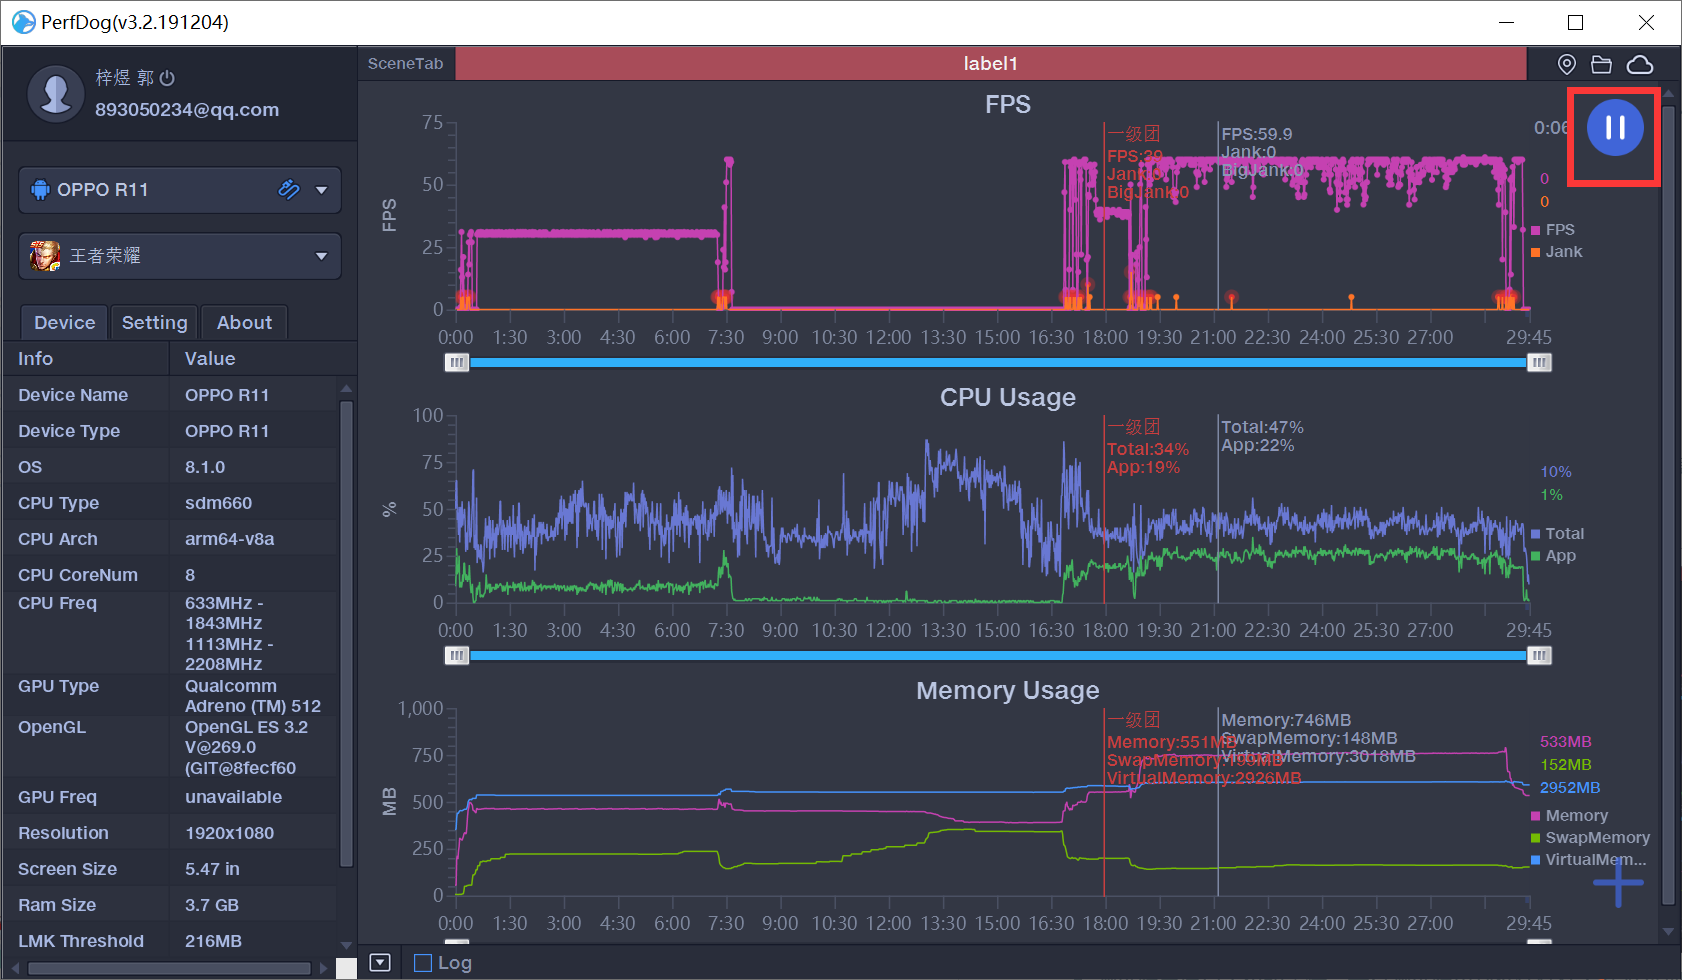 PerfDog(v3.2.191204)
梓煜 郭
893050234@qq.com
OPPO R11
王者荣耀
Device Setting About
Info Value
Device Name OPPO R11
Device Type OPPO R11
OS 8.1.0
CPU Type sdm660
CPU Arch arm64-v8a
CPU CoreNum 8
CPU Freq 633MHz -
1843MHz
1113MHz -
2208MHz
GPU Type Qualcomm
Adreno (TM) 512
OpenGL OpenGL ES 3.2
V@269.0
(GIT@8fecf60
GPU Freq unavailable
Resolution 1920x1080
Screen Size 5.47 in
Ram Size 3.7 GB
LMK Threshold 216MB
SceneTab label1
FPS
75
50
25
0
FPS
一级团
FPS:39
Jank:0
BigJank:0
FPS:59.9
Jank:0
BigJank:0
0:06
0
0
FPS
Jank
0:00 1:30 3:00 4:30 6:00 7:30 9:00 10:30 12:00 13:30 15:00 16:30 18:00 19:30 21:00 22:30 24:00 25:30 27:00 29:45
CPU Usage
100
75
50
25
0
%
一级团
Total:34%
App:19%
Total:47%
App:22%
10%
1%
Total
App
0:00 1:30 3:00 4:30 6:00 7:30 9:00 10:30 12:00 13:30 15:00 16:30 18:00 19:30 21:00 22:30 24:00 25:30 27:00 29:45
Memory Usage
1,000
750
500
250
0
MB
一级团
Memory:551MB
VirtualMemory:2926MB
Memory:746MB
SwapMemory:148MB
VirtualMemory:3018MB
533MB
152MB
2952MB
Memory
SwapMemory
VirtualMem...
0:00 1:30 3:00 4:30 6:00 7:30 9:00 10:30 12:00 13:30 15:00 16:30 18:00 19:30 21:00 22:30 24:00 25:30 27:00 29:45
Log